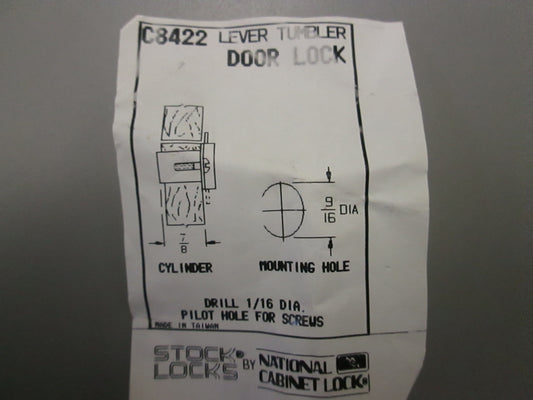 C8422 LEVER TUMBLER
DOOR LOCK
9
16
DIA
7
8
CYLINDER
MOUNTING HOLE
DRILL 1/16 DIA.
PILOT HOLE FOR SCREWS
MADE IN TAIWAN
STOCK®
LOCKS
BY
NATIONAL
CABINET LOCK®